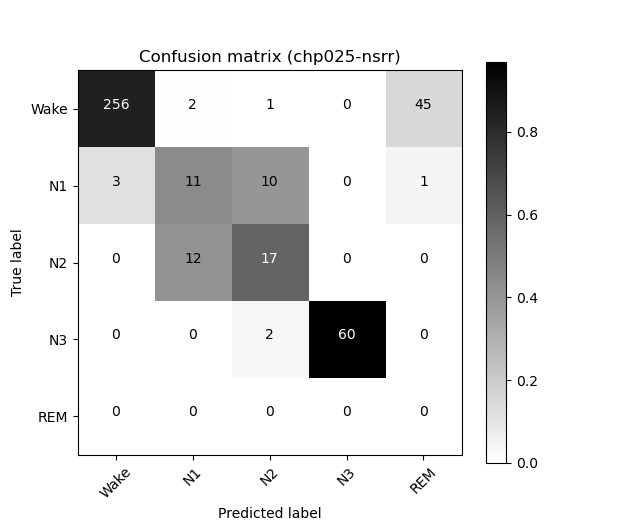 Confusion matrix (chp025-nsrr)
Wake 256 2 1 0 45
N1 3 11 10 0 1
N2 0 12 17 0 0
N3 0 0 2 60 0
REM 0 0 0 0 0
Wake N1 N2 N3 REM
True label
Predicted label
0.8
0.6
0.4
0.2
0.0